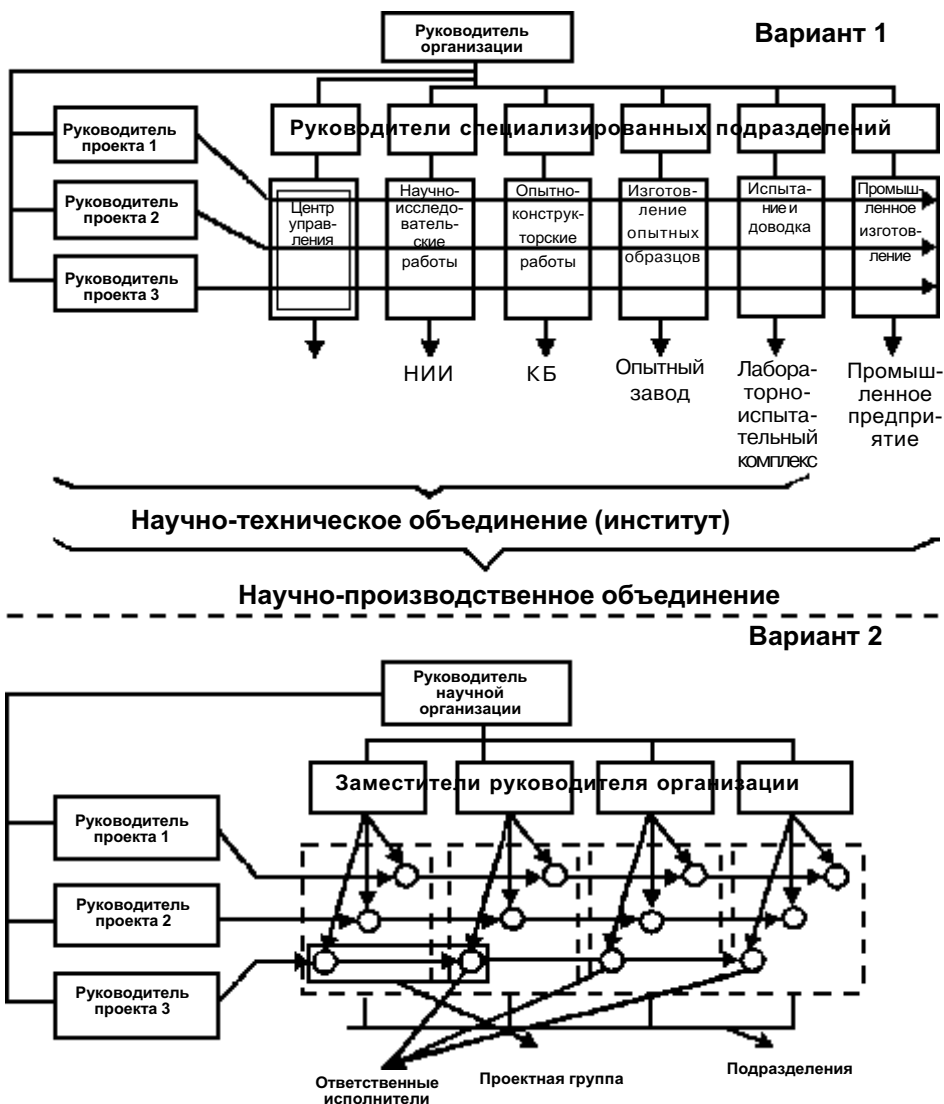 Вариант 1
Руководитель
организации
Руководитель
проекта 1
Руководитель
проекта 2
Руководитель
проекта 3
Руководители специализированных подразделений
Центр
управ-
ления
Научно-
исследо-
ватель-
ские
работы
Опытно-
конструк-
торские
работы
Изготов-
ление
опытных
образцов
Испыта-
ние и
доводка
Промыш-
ленное
изготов-
ление
НИИ
КБ
Опытный
завод
Лабора-
торно-
испыта-
тельный
комплекс
Промыш-
ленное
предпри-
ятие
Научно-техническое объединение (институт)
Научно-производственное объединение
Вариант 2
Руководитель
научной
организации
Заместители руководителя организации
Руководитель
проекта 1
Руководитель
проекта 2
Руководитель
проекта 3
Ответственные
исполнители
Проектная группа
Подразделения